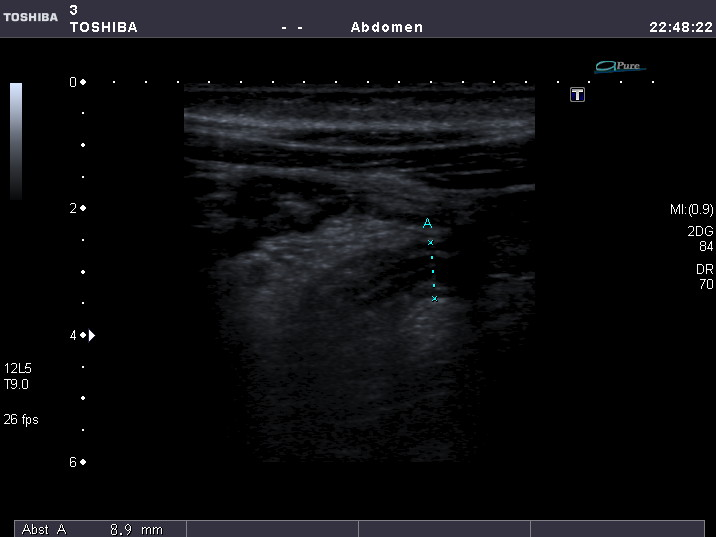 TOSHIBA
3
TOSHIBA
- -
Abdomen
22:48:22
aPure
T
0
2
4
6
A
MI:(0.9)
2DG
84
DR
70
12L5
T9.0
26 fps
Abst A 8.9 mm